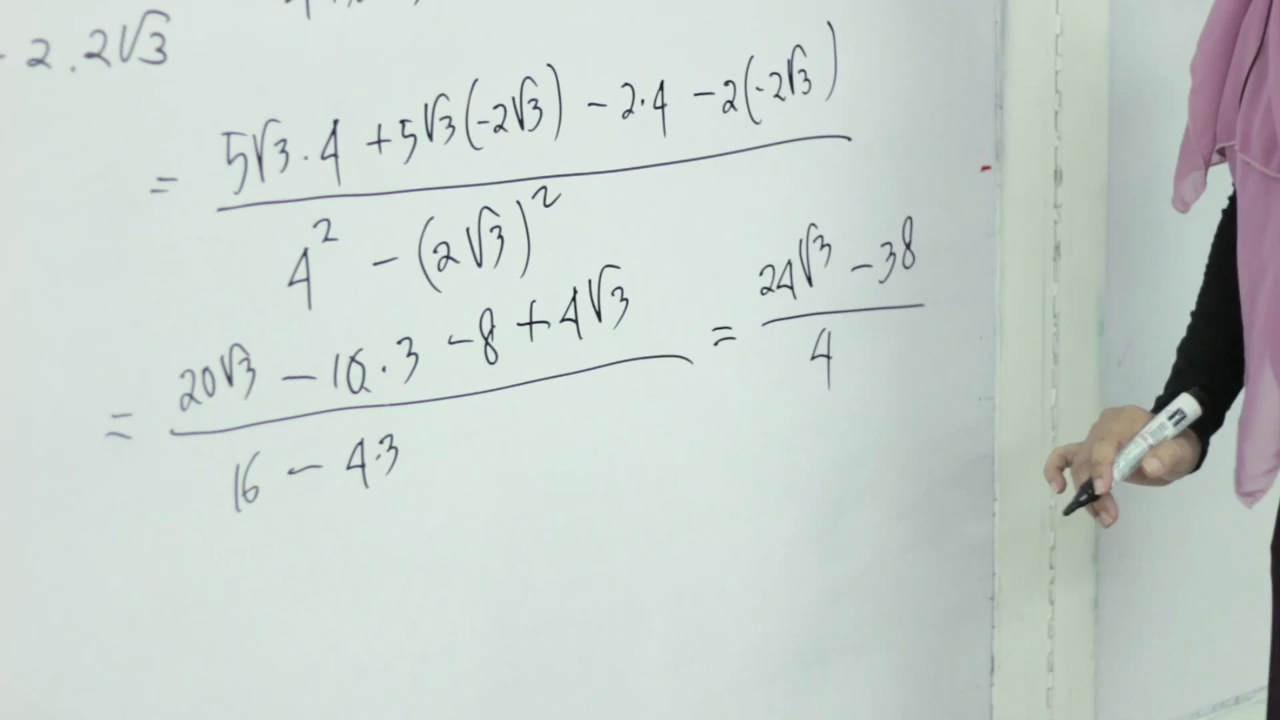 - 2 . 2√3
= (5√3 . 4 + 5√3(-2√3) - 2·4 - 2(-2√3)) / (4² - (2√3)²)
= (20√3 - 10.3 - 8 + 4√3) / (16 - 4.3) = (24√3 - 38) / 4